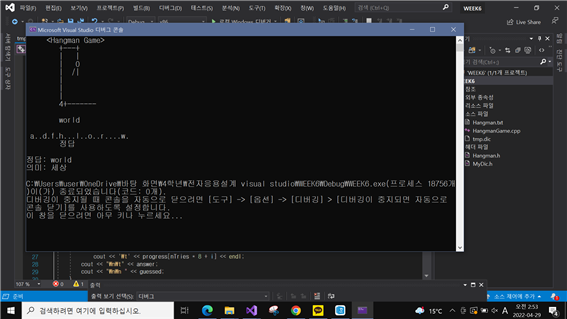 파일(F)
편집(E)
보기(V)
Git(G)
프로젝트(P)
빌드(B)
디버그(D)
테스트(S)
분석(N)
도구(T)
확장(X)
창(W)
도움말(H)
검색(Ctrl+Q)
WEEK6
Live Share
Microsoft Visual Studio 디버그 콘솔
<Hangman Game>
+---+
|   |
|   0
|  /|
|
|
|
4+-------
world
a..d.f.h...l..o..r....w.
정답
정답: world
의미: 세상
C:₩Users₩user₩OneDrive₩바탕 화면₩4학년₩전자응용설계 visual studio₩WEEK6₩Debug₩WEEK6.exe(프로세스 18756개
)이(가) 종료되었습니다(코드: 0개).
디버깅이 중지될 때 콘솔을 자동으로 닫으려면 [도구] -> [옵션] -> [디버깅] > [디버깅이 중지되면 자동으로
콘솔 닫기]를 사용하도록 설정합니다.
이 창을 닫으려면 아무 키나 누르세요...
'WEEK6' (1/1개 프로젝트)
WEEK6
참조
외부 종속성
리소스 파일
소스 파일
Hangman.txt
HangmanGame.cpp
tmp.dic
헤더 파일
Hangman.h
MyDic.h
27 cout << '₩t' << progress[nTries * 8 + i] << endl;
28 cout << "₩n₩t" << answer;
29 cout << "₩n₩n " << guessed;
107 %
0
1
출력
출력 보기 선택(S): 디버그
준비
소스 제어에 추가
검색하려면 여기에 입력하십시오.
15°C
오전 2:53
2022-04-29